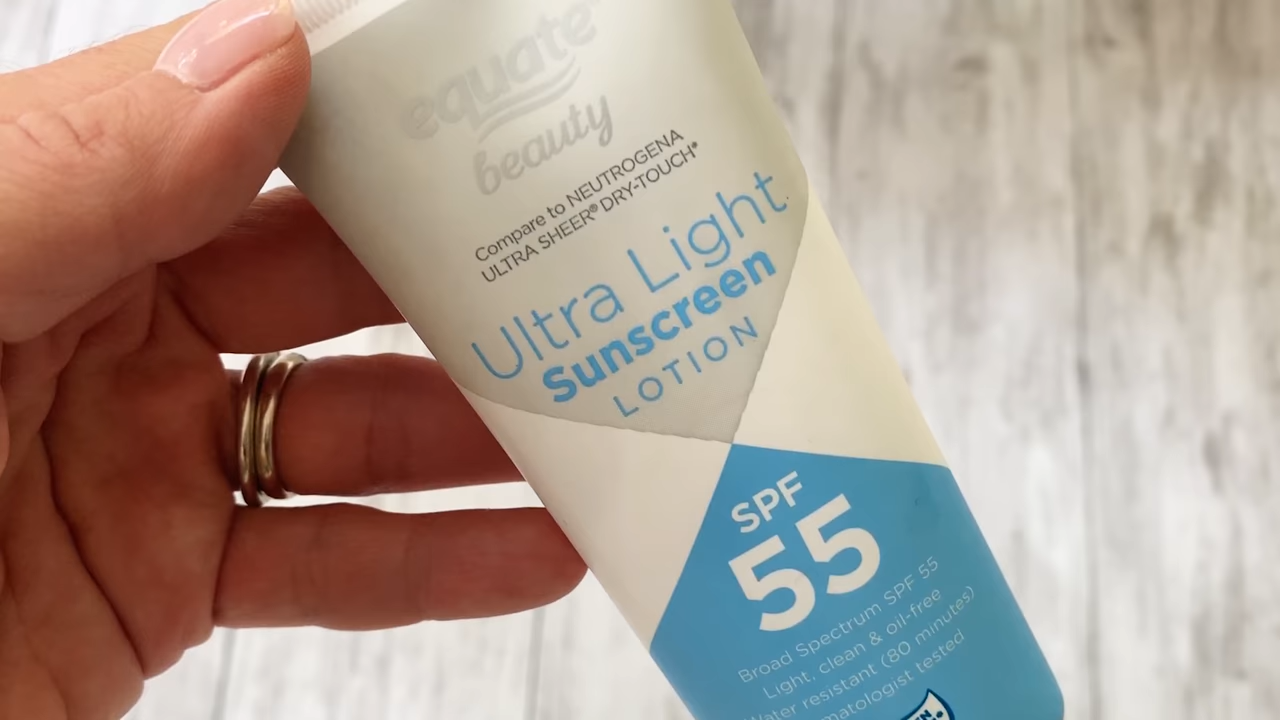 equate
beauty
Compare to NEUTROGENA
ULTRA SHEER® DRY-TOUCH®
Ultra Light
Sunscreen
LOTION
SPF
55
Broad Spectrum SPF 55
Light, clean & oil-free
Water resistant (80 minutes)
matologist tested